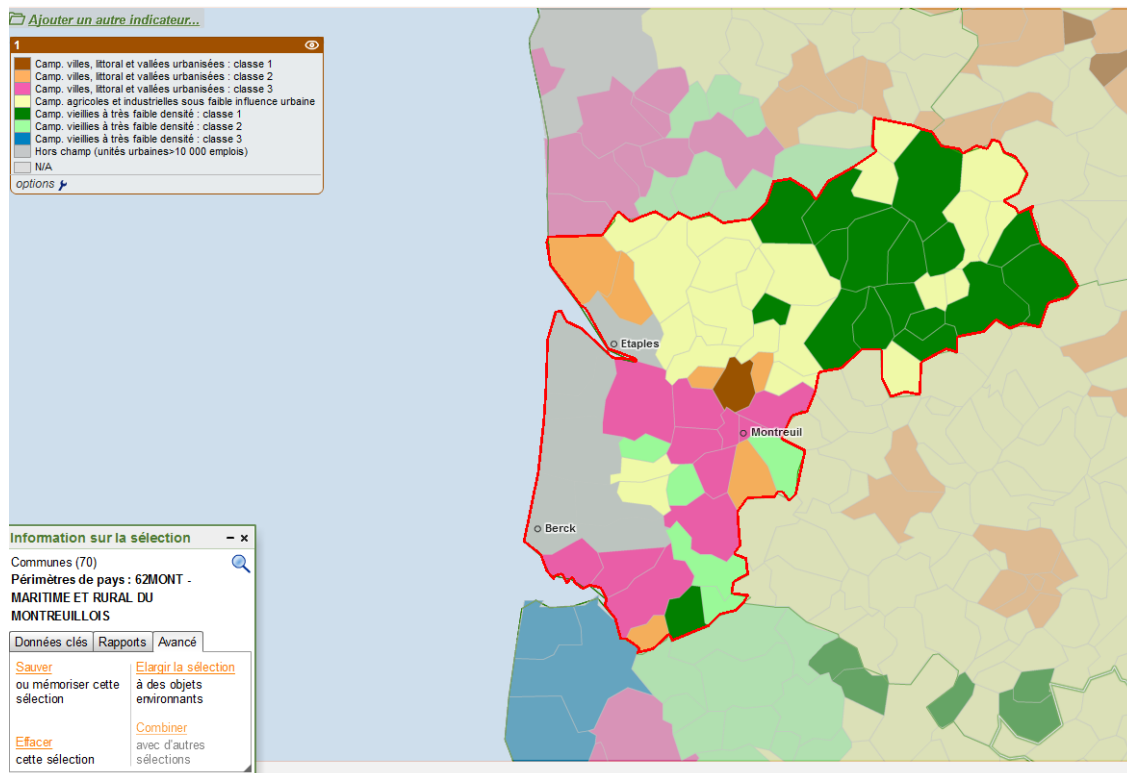 Ajouter un autre indicateur...
1
Camp. villes, littoral et vallées urbanisées : classe 1
Camp. villes, littoral et vallées urbanisées : classe 2
Camp. villes, littoral et vallées urbanisées : classe 3
Camp. agricoles et industrielles sous faible influence urbaine
Camp. vieillies à très faible densité : classe 1
Camp. vieillies à très faible densité : classe 2
Camp. vieillies à très faible densité : classe 3
Hors champ (unités urbaines>10 000 emplois)
N/A
options
Etaples
Montreuil
Berck
Information sur la sélection
Communes (70)
Périmètres de pays : 62MONT -
MARITIME ET RURAL DU
MONTREUILLOIS
Données clés Rapports Avancé
Sauver
ou mémoriser cette
sélection
Elargir la sélection
à des objets
environnants
Effacer
cette sélection
Combiner
avec d'autres
sélections